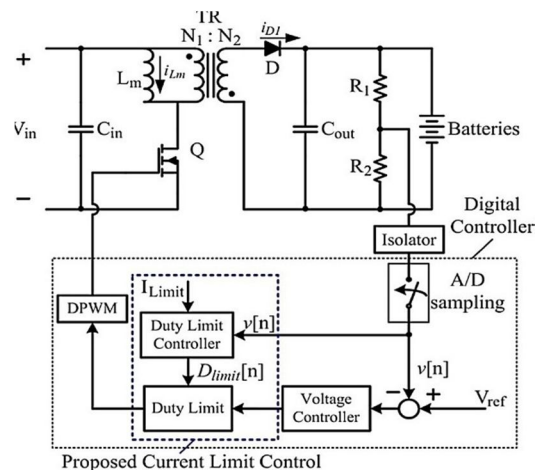 TR
N1 : N2
iD1
D
+
Lm
iLm
R1
Vin
Cin
Q
Cout
Batteries
R2
−
Digital
Controller
Isolator
A/D
sampling
ILimit
DPWM
Duty Limit
Controller
v[n]
Dlimit[n]
v[n]
Duty Limit
Voltage
Controller
−
+
Vref
Proposed Current Limit Control